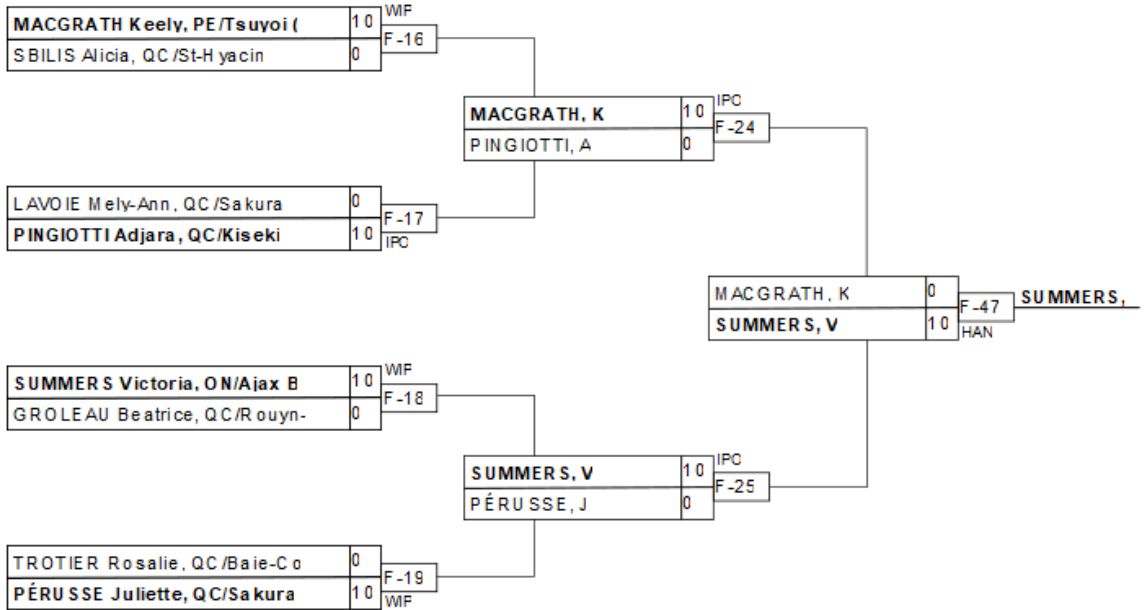 MACGRATH Keely, PE/Tsuyoi (
10
WIF
F-16
SBILIS Alicia, QC/St-Hyacin
0
MACGRATH, K
10
IPO
F-24
PINGIOTTI, A
0
LAVOIE Mely-Ann, QC/Sakura
0
F-17
PINGIOTTI Adjara, QC/Kiseki
10
IPO
MACGRATH, K
0
F-47
SUMMERS,
SUMMERS, V
10
HAN
SUMMERS Victoria, ON/Ajax B
10
WIF
F-18
GROLEAU Beatrice, QC/Rouyn-
0
SUMMERS, V
10
IPO
F-25
PÉRUSSE, J
0
TROTIER Rosalie, QC/Baie-Co
0
F-19
PÉRUSSE Juliette, QC/Sakura
10
WIF